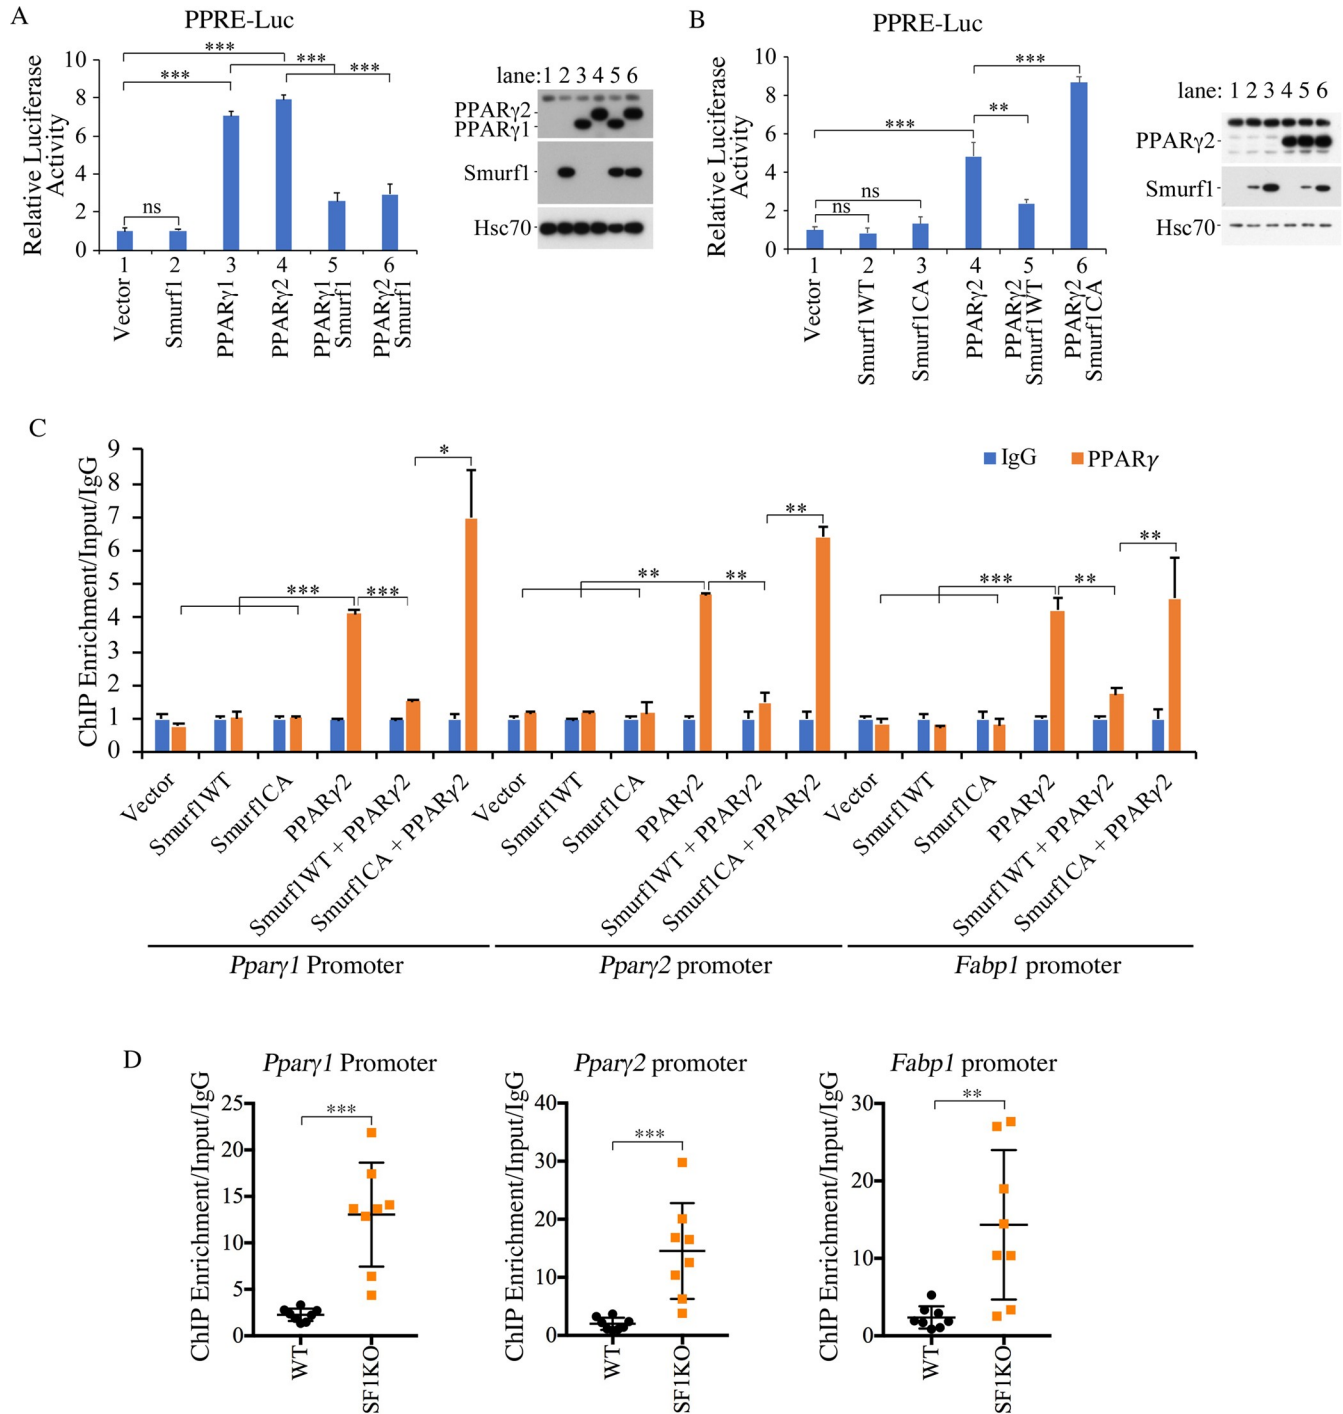 A
PPRE-Luc
Relative Luciferase
Activity
10
8
6
4
2
0
***
***
***
***
ns
1 2 3 4 5 6
Vector
Smurf1
PPARγ1
PPARγ2
PPARγ1
Smurf1
PPARγ2
Smurf1
lane:1 2 3 4 5 6
PPARγ2
PPARγ1
Smurf1
Hsc70
B
PPRE-Luc
Relative Luciferase
Activity
10
8
6
4
2
0
***
***
**
ns
ns
1 2 3 4 5 6
Vector
Smurf1WT
Smurf1CA
PPARγ2
PPARγ2
Smurf1WT
PPARγ2
Smurf1CA
lane: 1 2 3 4 5 6
PPARγ2
Smurf1
Hsc70
C
ChIP Enrichment/Input/IgG
9
8
7
6
5
4
3
2
1
0
IgG PPARγ
*** *** *
** ** **
*** ** **
Vector
Smurf1WT
Smurf1CA
PPARγ2
Smurf1WT + PPARγ2
Smurf1CA + PPARγ2
Vector
Smurf1WT
Smurf1CA
PPARγ2
Smurf1WT + PPARγ2
Smurf1CA + PPARγ2
Vector
Smurf1WT
Smurf1CA
PPARγ2
Smurf1WT + PPARγ2
Smurf1CA + PPARγ2
Pparγ1 Promoter
Pparγ2 promoter
Fabp1 promoter
D
Pparγ1 Promoter
ChIP Enrichment/Input/IgG
25
20
15
10
5
0
***
WT
SF1KO
Pparγ2 promoter
ChIP Enrichment/Input/IgG
40
30
20
10
0
***
WT
SF1KO
Fabp1 promoter
ChIP Enrichment/Input/IgG
30
20
10
0
**
WT
SF1KO